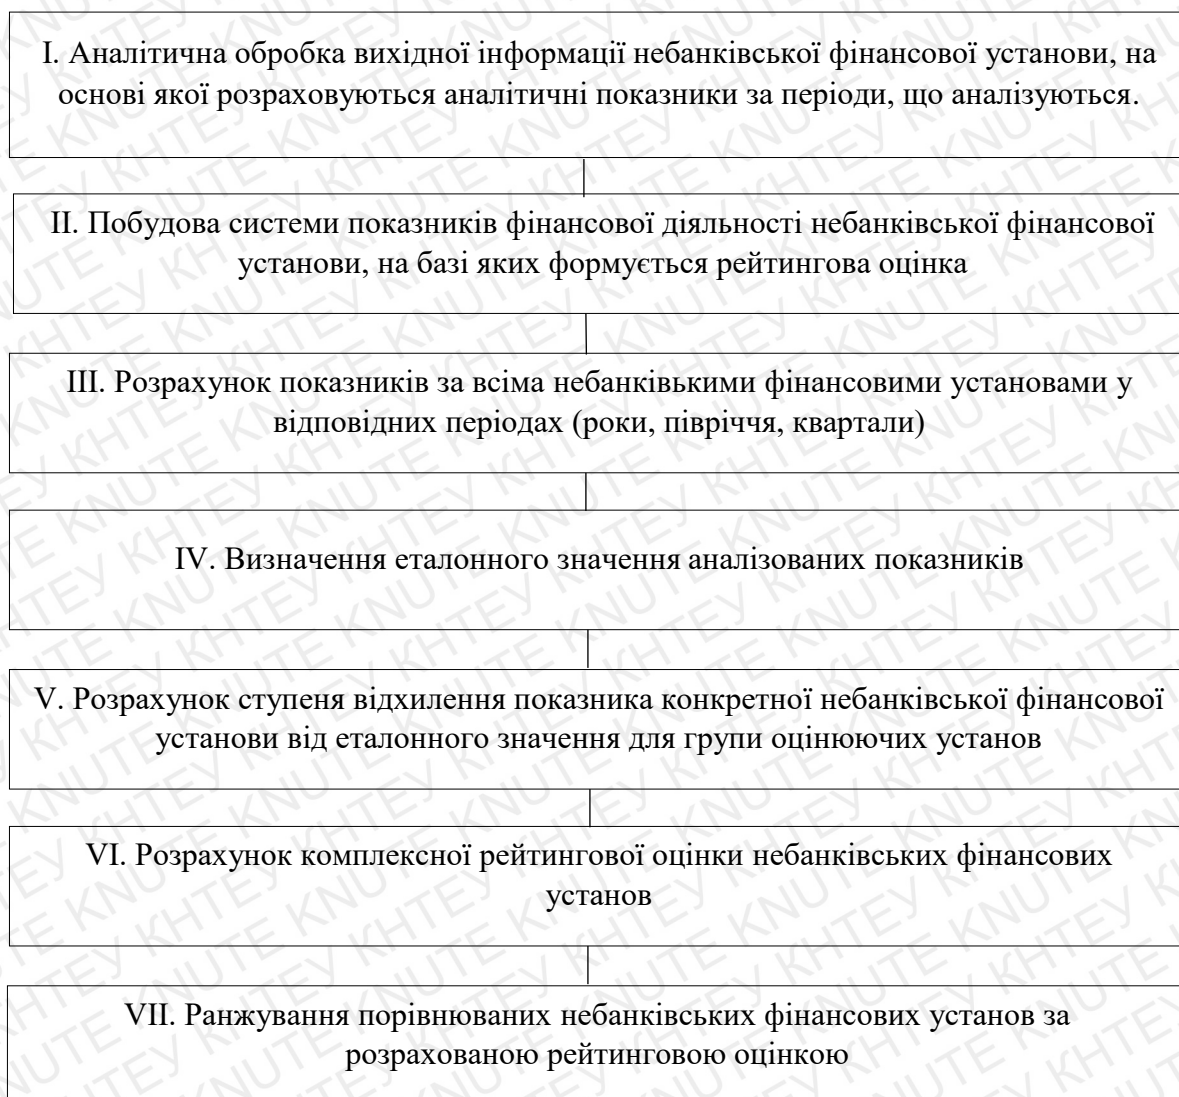 І. Аналітична обробка вихідної інформації небанківської фінансової установи, на
основі якої розраховуються аналітичні показники за періоди, що аналізуються.
ІІ. Побудова системи показників фінансової діяльності небанківської фінансової
установи, на базі яких формується рейтингова оцінка
ІІІ. Розрахунок показників за всіма небанківькими фінансовими установами у
відповідних періодах (роки, півріччя, квартали)
IV. Визначення еталонного значення аналізованих показників
V. Розрахунок ступеня відхилення показника конкретної небанківської фінансової
установи від еталонного значення для групи оцінюючих установ
VI. Розрахунок комплексної рейтингової оцінки небанківських фінансових
установ
VII. Ранжування порівнюваних небанківських фінансових установ за
розрахованою рейтинговою оцінкою